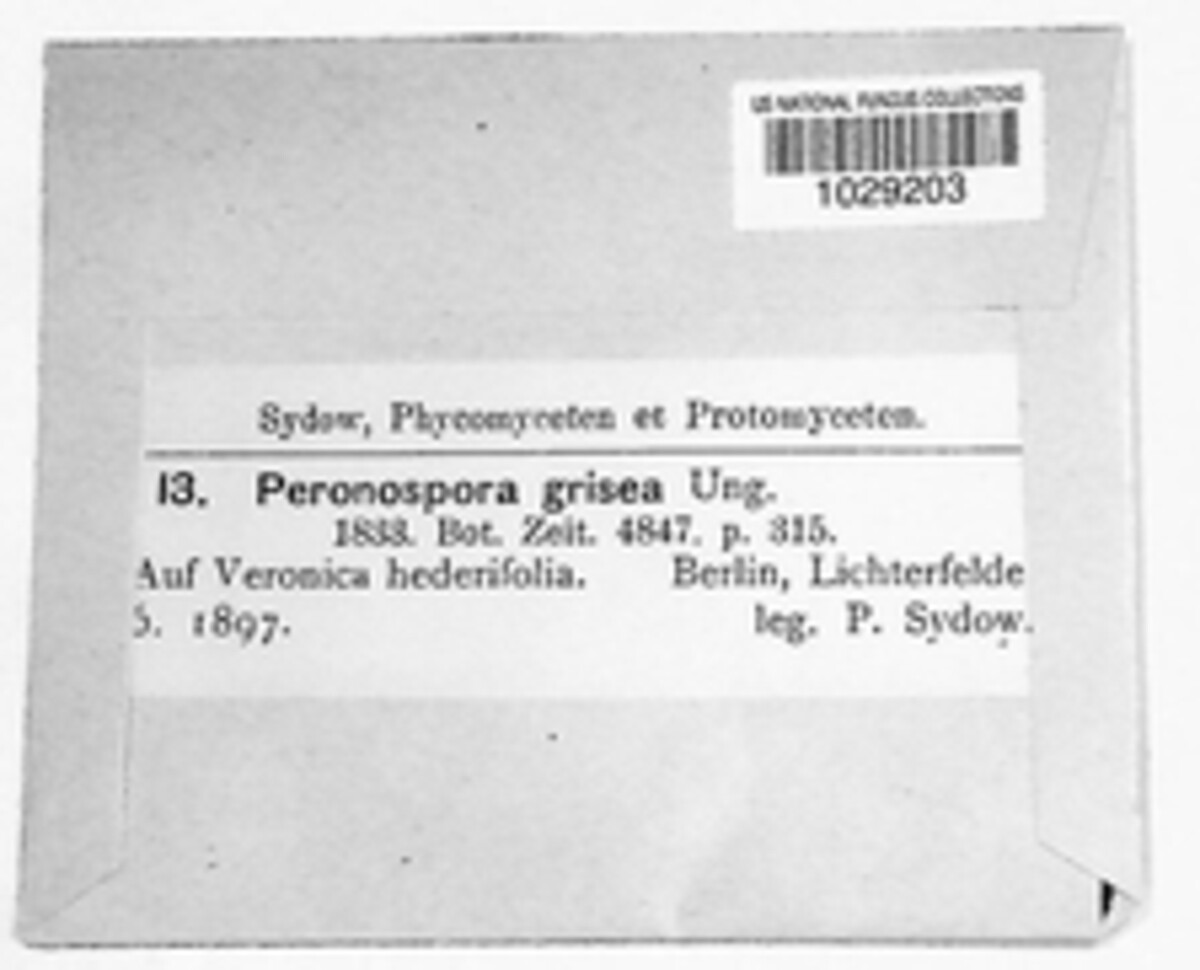 US NATIONAL FUNGUS COLLECTIONS
1029203
Sydow, Phycomyceten et Protomyceten.
13. Peronospora grisea Ung.
1833. Bot. Zeit. 4847. p. 315.
Auf Veronica hederifolia. Berlin, Lichterfelde
5. 1897. leg. P. Sydow.